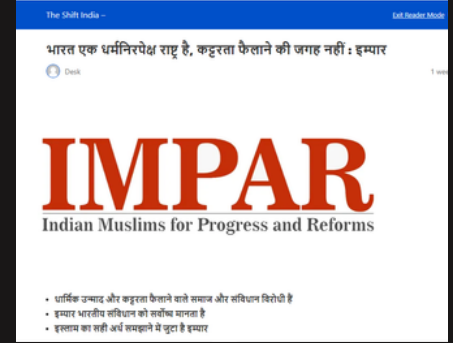 The Shift India –
Exit Reader Mode
भारत एक धर्मनिरपेक्ष राष्ट्र है, कट्टरता फैलाने की जगह नहीं : इम्पार
Desk
1
IMPAR
Indian Muslims for Progress and Reforms
• धार्मिक उन्माद और कट्टरता फैलाने वाले समाज और संविधान विरोधी हैं
• इम्पार भारतीय संविधान को सर्वोच्च मानता है
• इस्लाम का सही अर्थ समझाने में जुटा है इम्पार